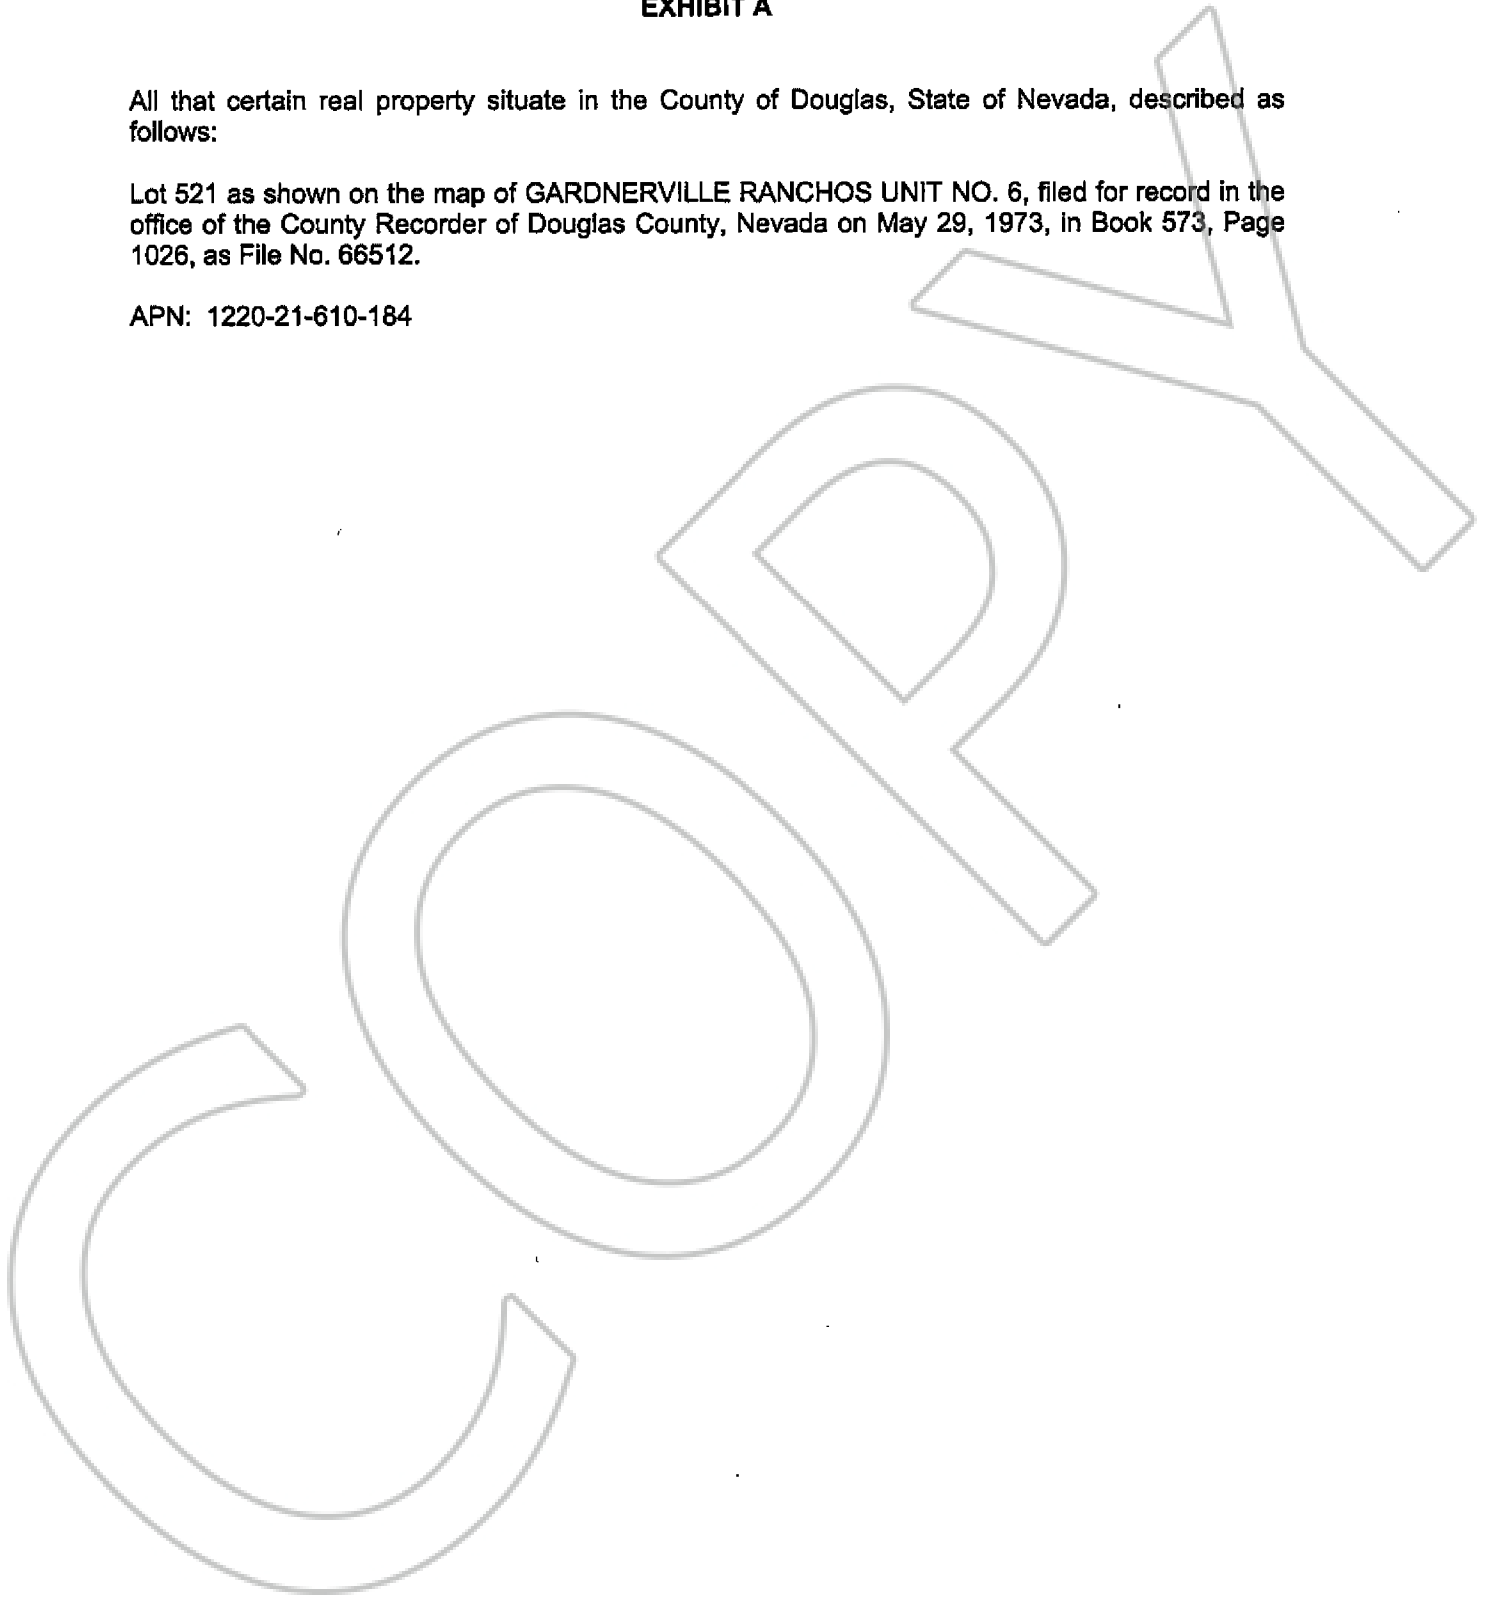 EXHIBIT A
All that certain real property situate in the County of Douglas, State of Nevada, described as
follows:
Lot 521 as shown on the map of GARDNERVILLE RANCHOS UNIT NO. 6, filed for record in the
office of the County Recorder of Douglas County, Nevada on May 29, 1973, in Book 573, Page
1026, as File No. 66512.
APN: 1220-21-610-184
COPY